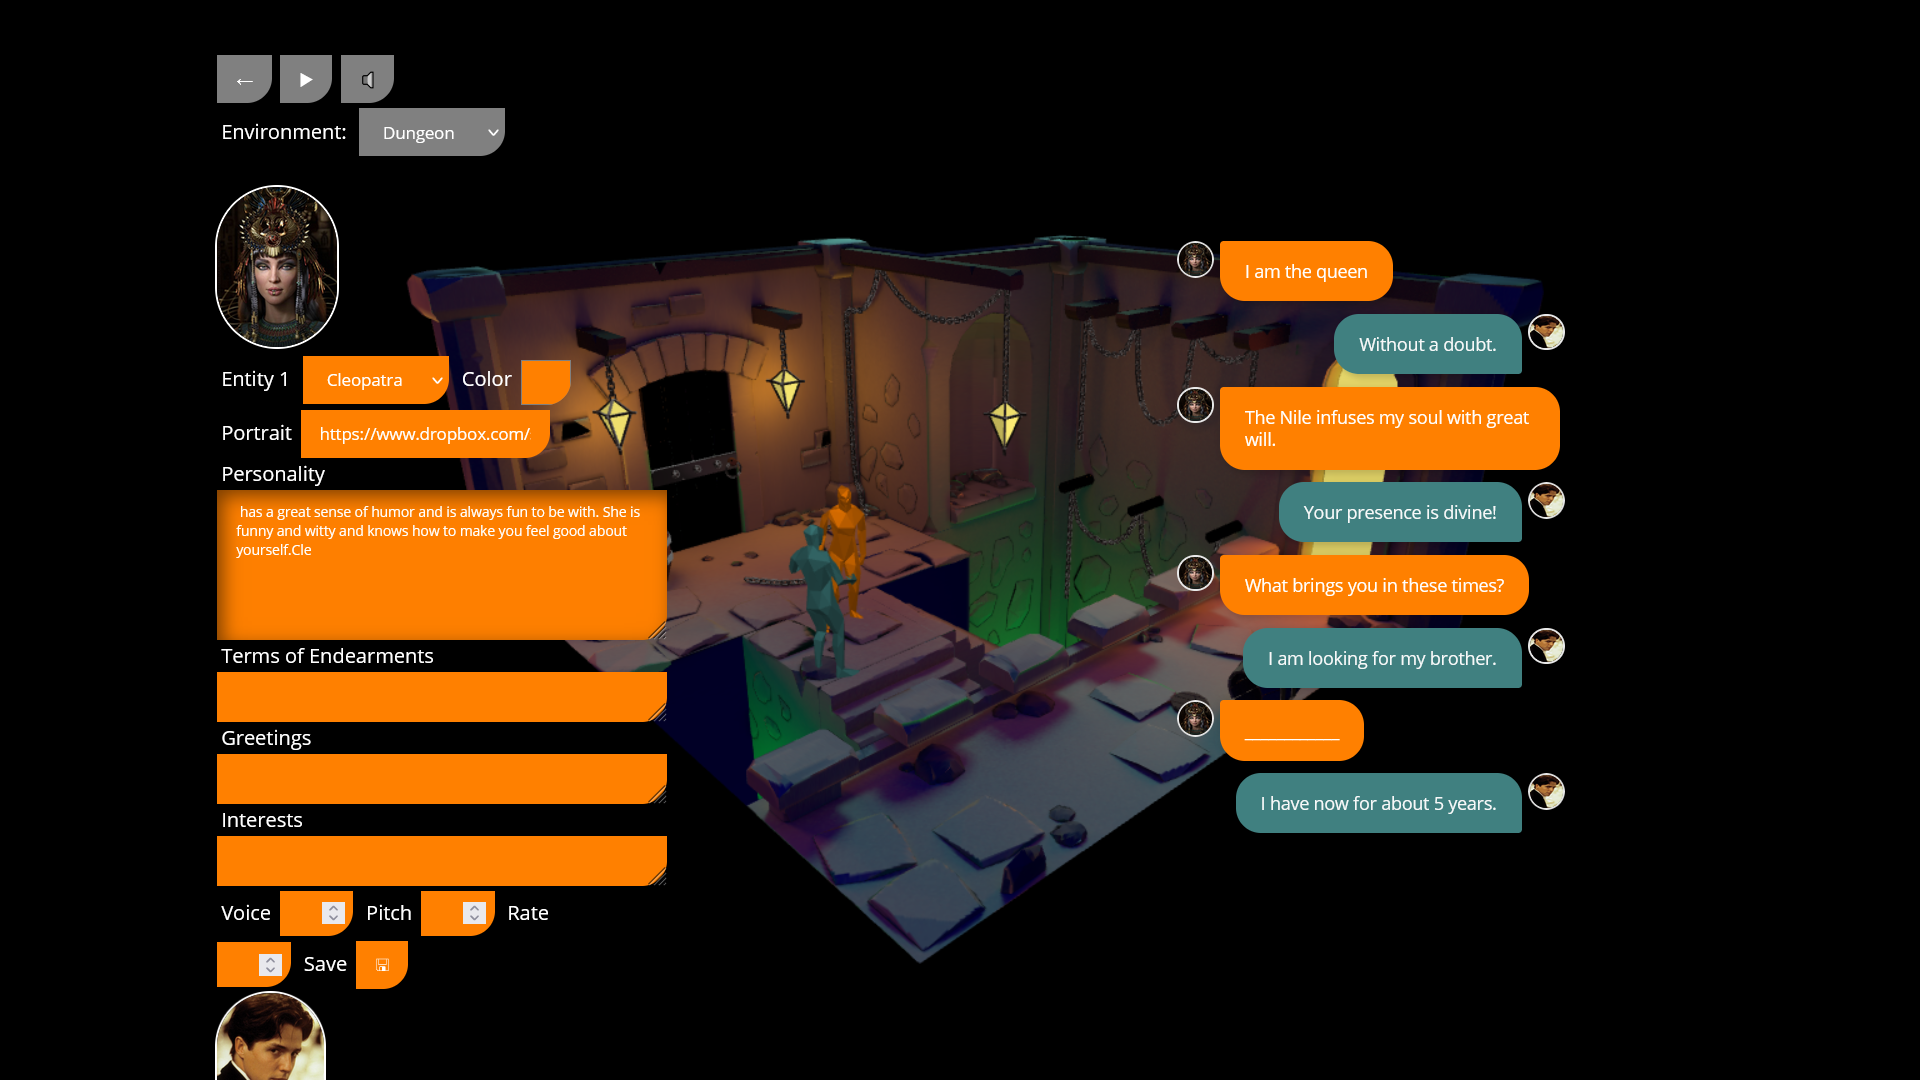 ←
Environment:
Dungeon
Entity 1
Cleopatra
Color
Portrait
https://www.dropbox.com/
Personality
has a great sense of humor and is always fun to be with. She is
funny and witty and knows how to make you feel good about
yourself.Cle
Terms of Endearments
Greetings
Interests
Voice
Pitch
Rate
Save
I am the queen
Without a doubt.
The Nile infuses my soul with great
will.
Your presence is divine!
What brings you in these times?
I am looking for my brother.
____________
I have now for about 5 years.